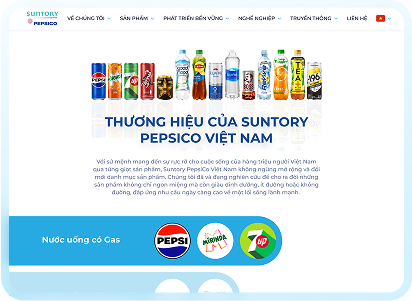 SUNTORY
PEPSICO
VỀ CHÚNG TÔI
SẢN PHẨM
PHÁT TRIỂN BỀN VỮNG
NGHỀ NGHIỆP
TRUYỀN THÔNG
LIÊN HỆ
THƯƠNG HIỆU CỦA SUNTORY
PEPSICO VIỆT NAM
Với sứ mệnh mang đến sự rực rỡ cho cuộc sống của hàng triệu người Việt Nam
qua từng giọt sản phẩm, Suntory PepsiCo Việt Nam không ngừng mở rộng và đổi
mới danh mục sản phẩm. Chúng tôi đã và đang nghiên cứu để cho ra đời những
sản phẩm không chỉ ngon miệng mà còn giàu dinh dưỡng, ít đường hoặc không
đường, đáp ứng nhu cầu ngày càng cao về một lối sống lành mạnh.
Nước uống có Gas
PEPSI
MIRINDA
7up